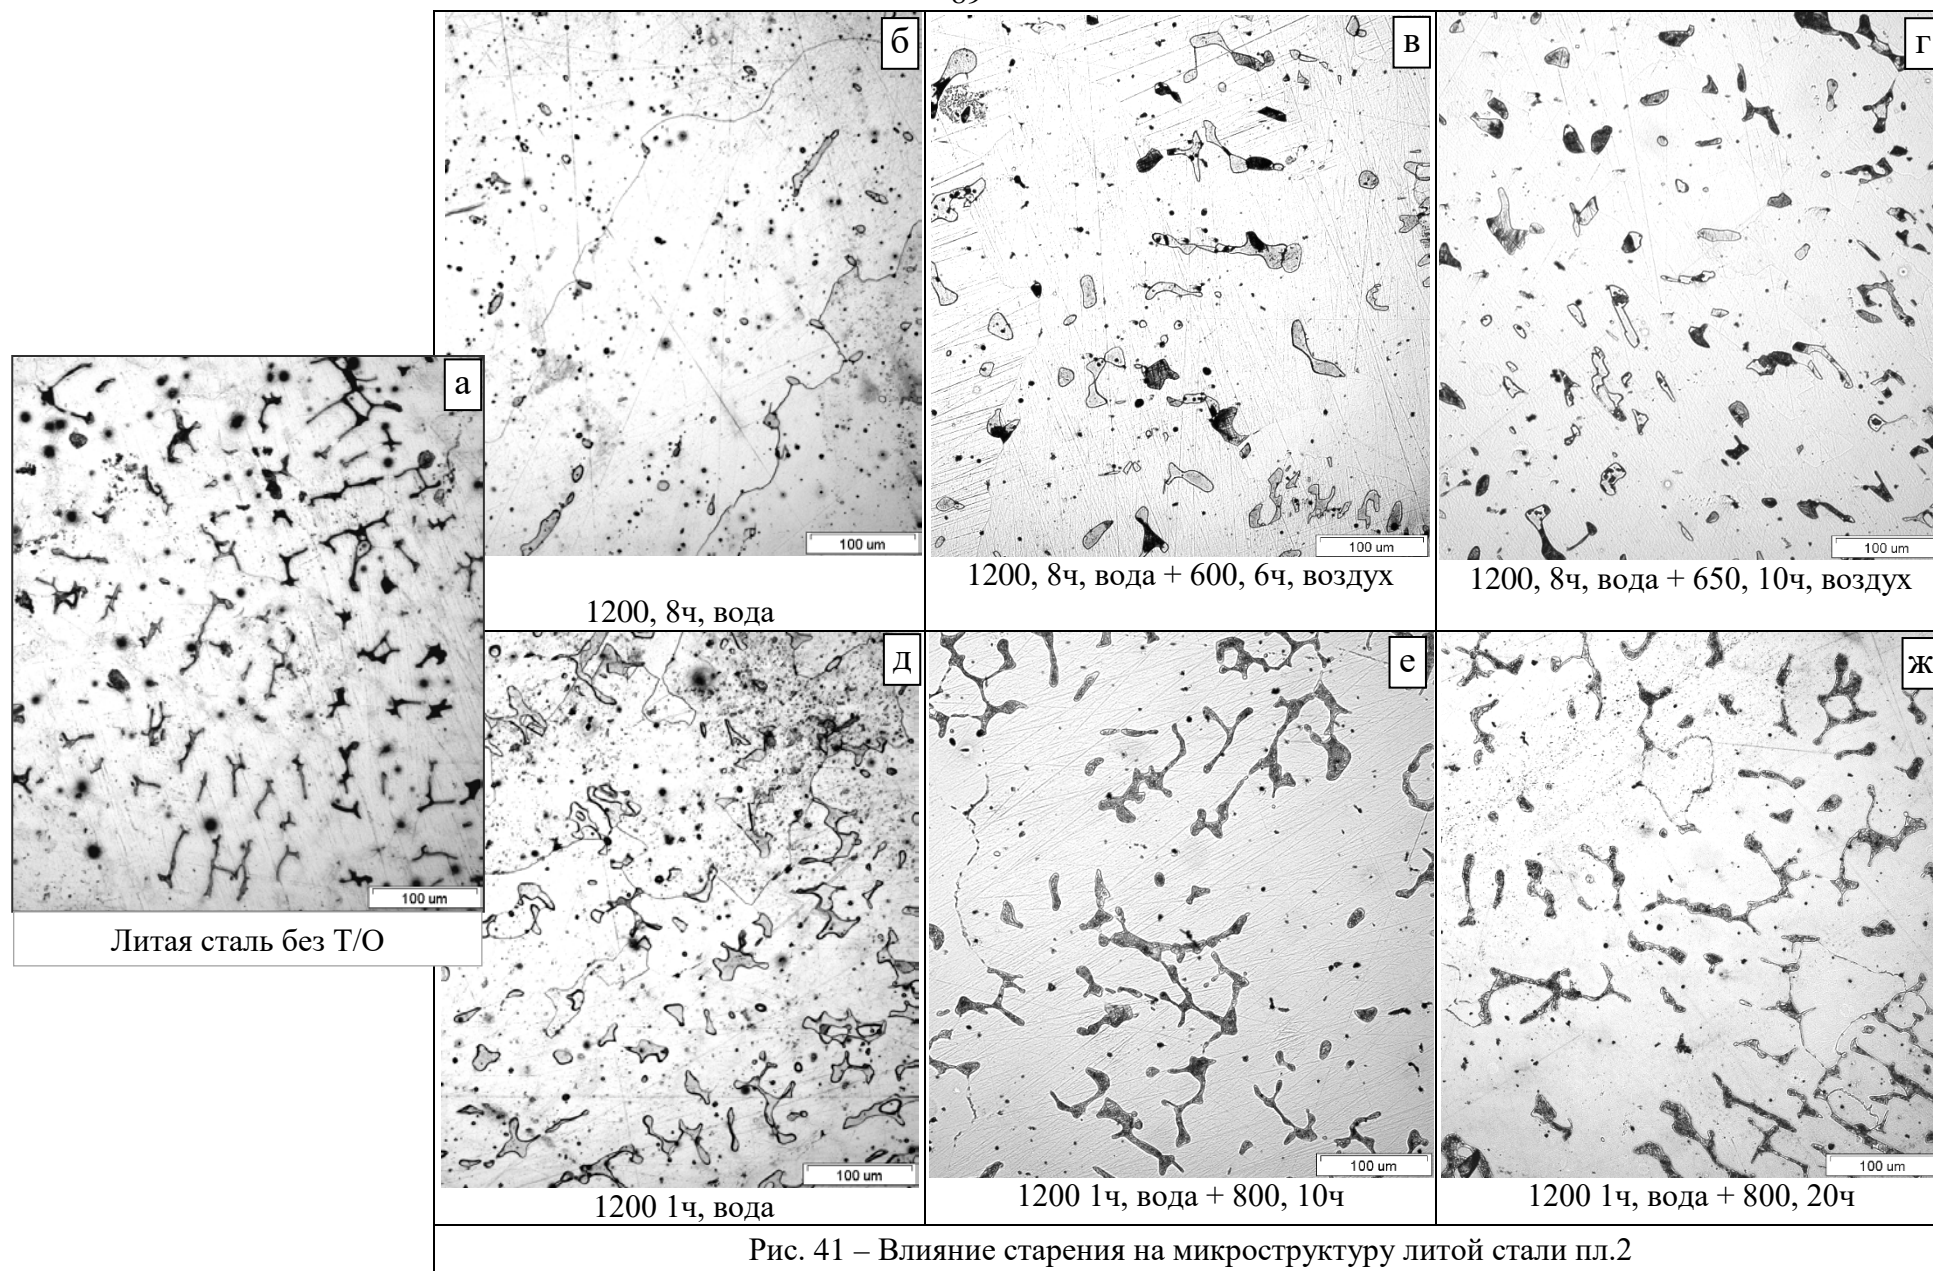 б
в
г
100 um
100 um
100 um
1200, 8ч, вода
1200, 8ч, вода + 600, 6ч, воздух
1200, 8ч, вода + 650, 10ч, воздух
а
100 um
Литая сталь без Т/О
д
е
ж
100 um
100 um
100 um
1200 1ч, вода
1200 1ч, вода + 800, 10ч
1200 1ч, вода + 800, 20ч
Рис. 41 – Влияние старения на микроструктуру литой стали пл.2